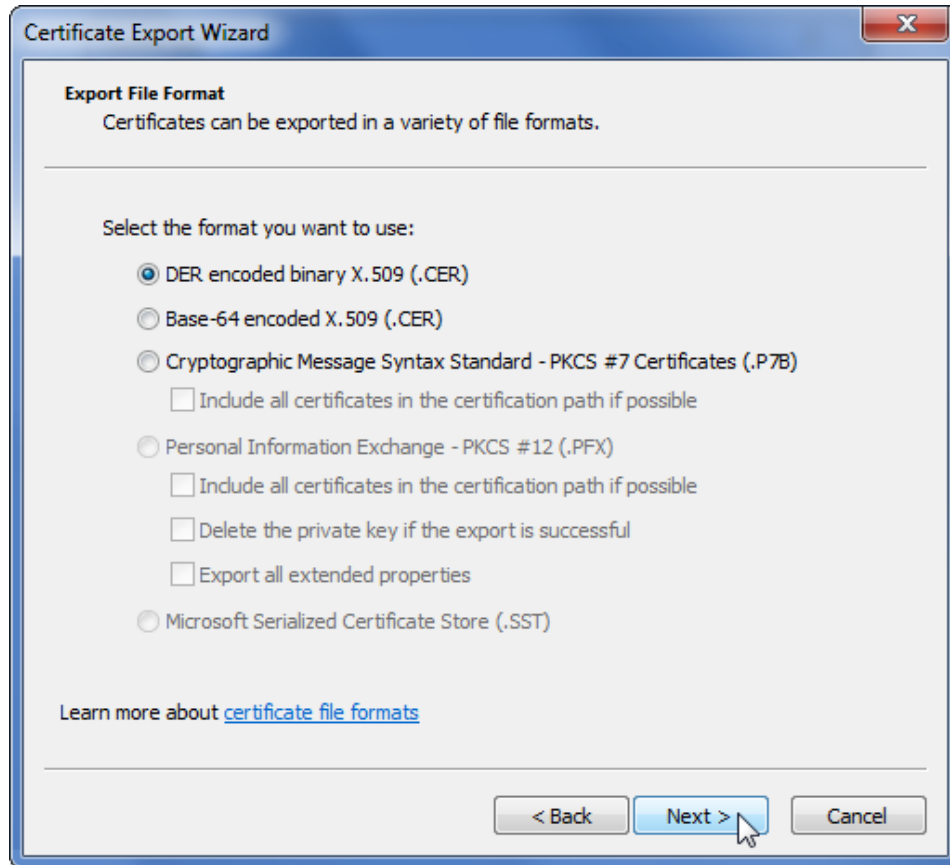 Certificate Export Wizard
Export File Format
Certificates can be exported in a variety of file formats.
Select the format you want to use:
DER encoded binary X.509 (.CER)
Base-64 encoded X.509 (.CER)
Cryptographic Message Syntax Standard - PKCS #7 Certificates (.P7B)
Include all certificates in the certification path if possible
Personal Information Exchange - PKCS #12 (.PFX)
Include all certificates in the certification path if possible
Delete the private key if the export is successful
Export all extended properties
Microsoft Serialized Certificate Store (.SST)
Learn more about certificate file formats
< Back Next > Cancel